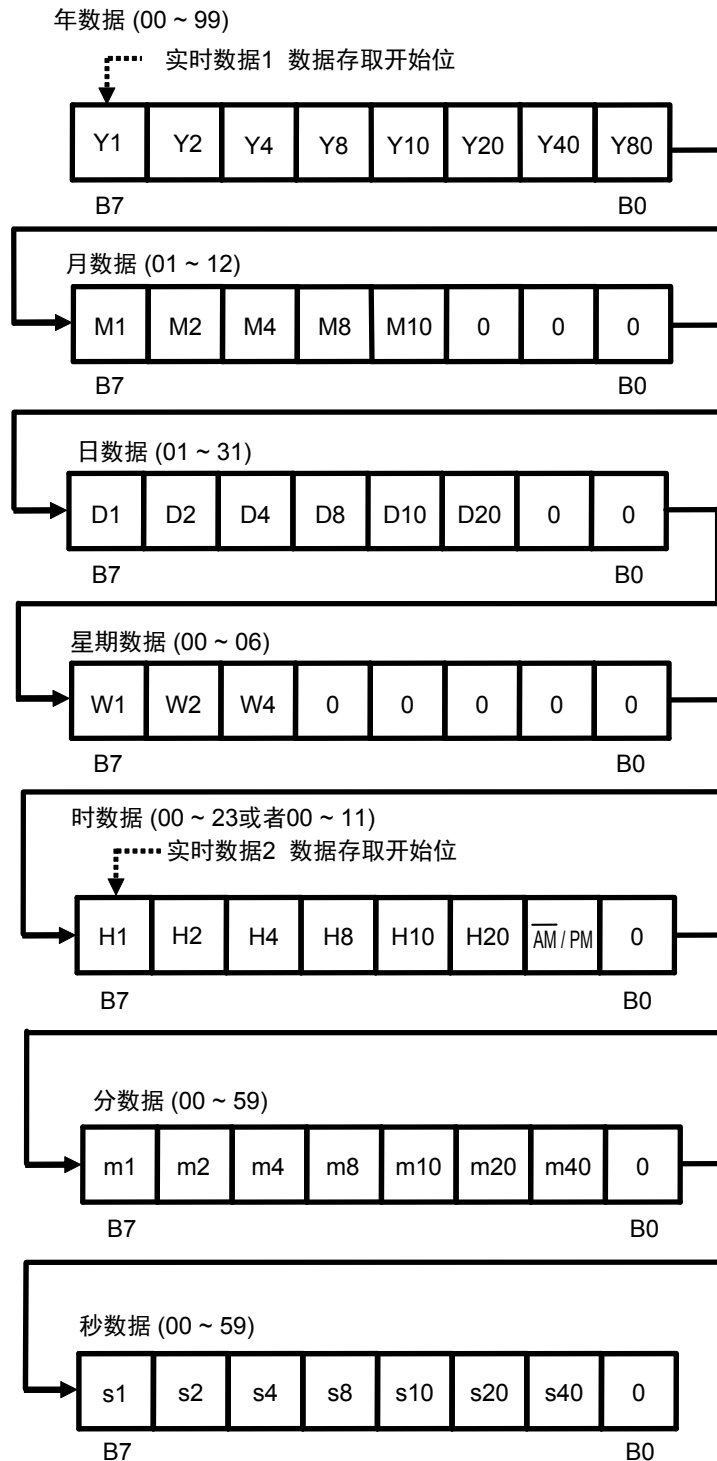 年数据 (00 ~ 99)
实时数据1 数据存取开始位
Y1 Y2 Y4 Y8 Y10 Y20 Y40 Y80
B7 B0
月数据 (01 ~ 12)
M1 M2 M4 M8 M10 0 0 0
B7 B0
日数据 (01 ~ 31)
D1 D2 D4 D8 D10 D20 0 0
B7 B0
星期数据 (00 ~ 06)
W1 W2 W4 0 0 0 0 0
B7 B0
时数据 (00 ~ 23或者00 ~ 11)
实时数据2 数据存取开始位
H1 H2 H4 H8 H10 H20 A̅M̅ / PM 0
B7 B0
分数据 (00 ~ 59)
m1 m2 m4 m8 m10 m20 m40 0
B7 B0
秒数据 (00 ~ 59)
s1 s2 s4 s8 s10 s20 s40 0
B7 B0